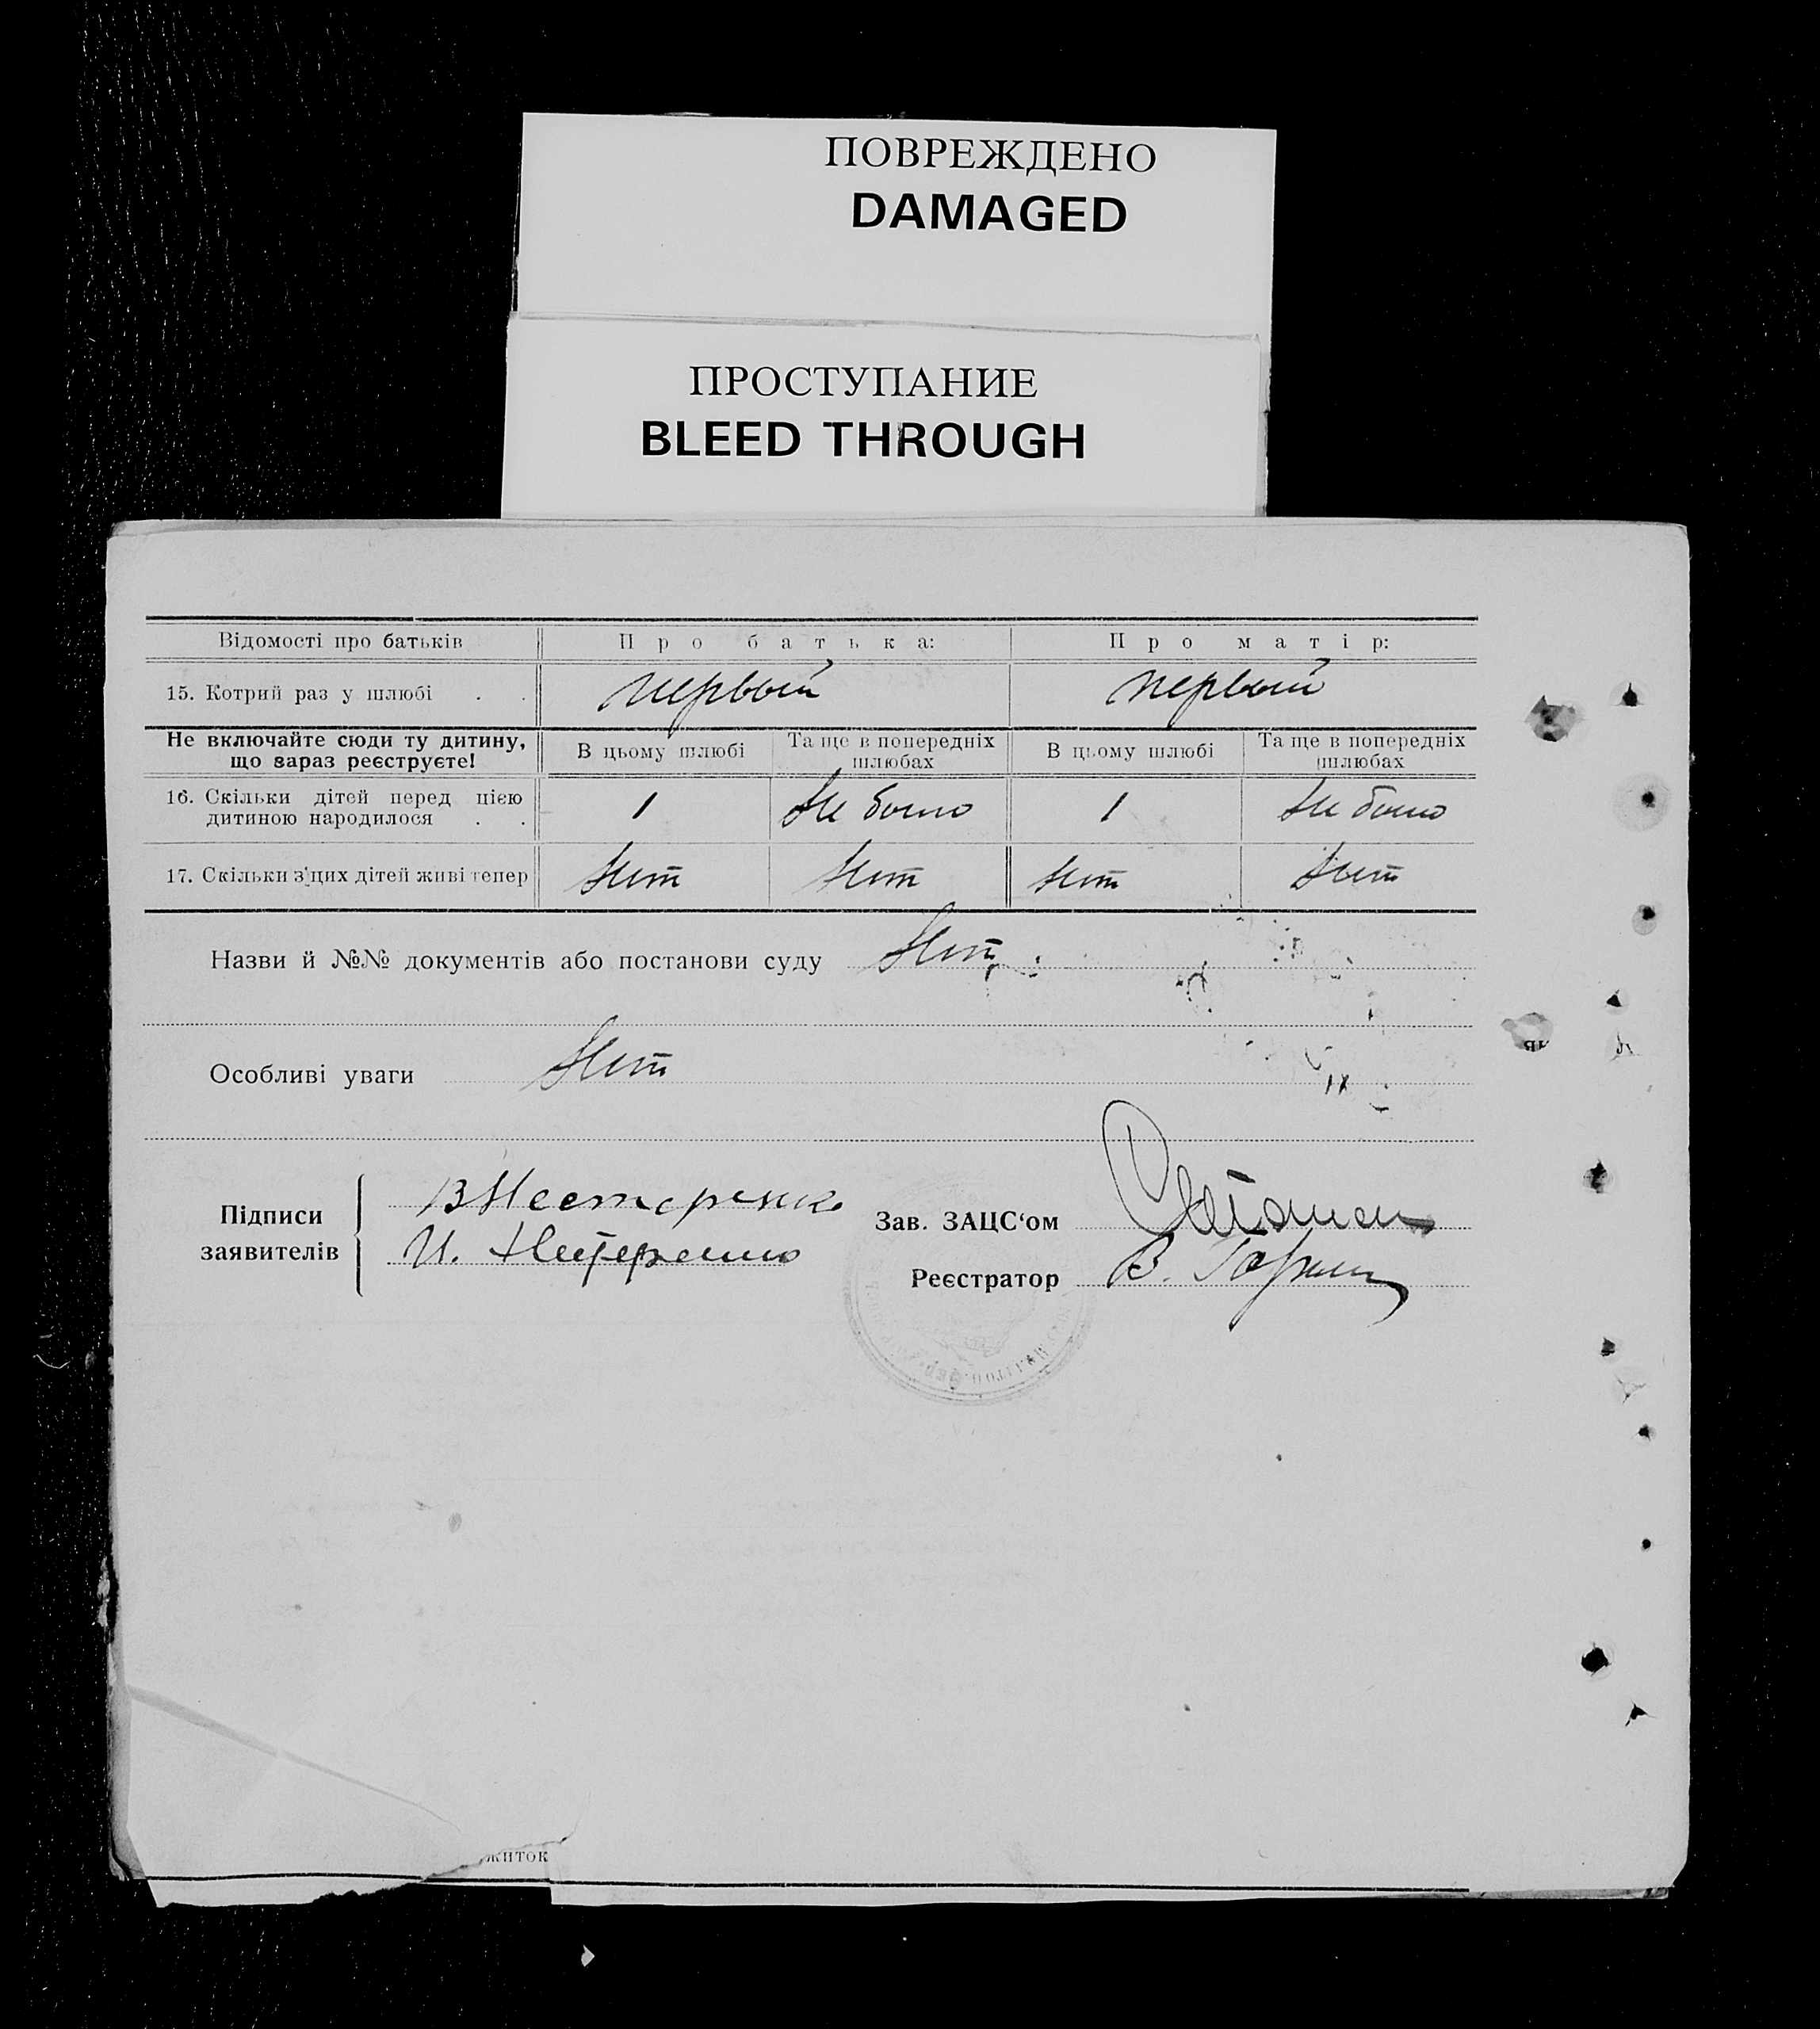 ПОВРЕЖДЕНО
DAMAGED
ПРОСТУПАНИЕ
BLEED THROUGH
Відомості про батьків Про батька: Про матір:
15. Котрий раз у шлюбі . . первый первый
Не включайте сюди ту дитину, що зараз реєструєте! В цьому шлюбі Та ще в попередніх шлюбах В цьому шлюбі Та ще в попередніх шлюбах
16. Скільки дітей перед цією дитиною народилося . . 1 Не было 1 Не было
17. Скільки з цих дітей живі тепер Нет Нет Нет Нет
Назви й №№ документів або постанови суду Нет
Особливі уваги Нет
Підписи заявителів
В Нестеренко
И. Нестеренко
Зав. ЗАЦС‘ом
Реєстратор В.
житок